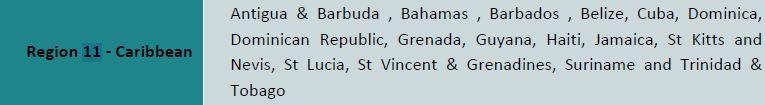 Region 11 - Caribbean
Antigua & Barbuda , Bahamas , Barbados , Belize, Cuba, Dominica,
Dominican Republic, Grenada, Guyana, Haiti, Jamaica, St Kitts and
Nevis, St Lucia, St Vincent & Grenadines, Suriname and Trinidad &
Tobago